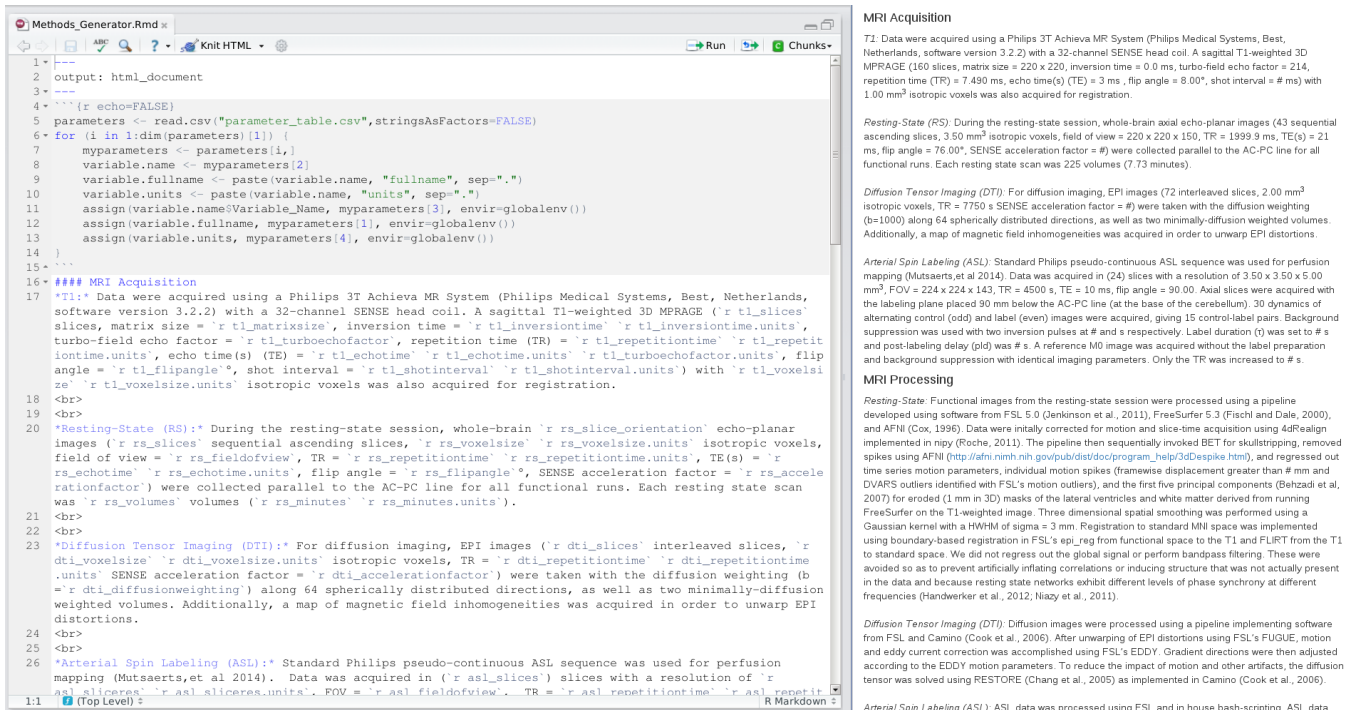 Methods_Generator.Rmd
ABC
?
Knit HTML
Run
Chunks
1 ---
2 output: html_document
3 ---
4 ```{r echo=FALSE}
5 parameters <- read.csv("parameter_table.csv",stringsAsFactors=FALSE)
6 for (i in 1:dim(parameters)[1]) {
7 myparameters <- parameters[i,]
8 variable.name <- myparameters[2]
9 variable.fullname <- paste(variable.name, "fullname", sep=".")
10 variable.units <- paste(variable.name, "units", sep=".")
11 assign(variable.name$Variable_Name, myparameters[3], envir=globalenv())
12 assign(variable.fullname, myparameters[1], envir=globalenv())
13 assign(variable.units, myparameters[4], envir=globalenv())
14 }
15 ```
16 #### MRI Acquisition
17 *T1:* Data were acquired using a Philips 3T Achieva MR System (Philips Medical Systems, Best, Netherlands,
software version 3.2.2) with a 32-channel SENSE head coil. A sagittal T1-weighted 3D MPRAGE (`r t1_slices`
slices, matrix size = `r t1_matrixsize`, inversion time = `r t1_inversiontime` `r t1_inversiontime.units`,
turbo-field echo factor = `r t1_turboechofactor`, repetition time (TR) = `r t1_repetitiontime` `r t1_repetit
iontime.units`, echo time(s) (TE) = `r t1_echotime` `r t1_echotime.units` `r t1_turboechofactor.units`, flip
angle = `r t1_flipangle`°, shot interval = `r t1_shotinterval` `r t1_shotinterval.units`) with `r t1_voxelsi
ze` `r t1_voxelsize.units` isotropic voxels was also acquired for registration.
18 <br>
19 <br>
20 *Resting-State (RS):* During the resting-state session, whole-brain `r rs_slice_orientation` echo-planar
images (`r rs_slices` sequential ascending slices, `r rs_voxelsize` `r rs_voxelsize.units` isotropic voxels,
field of view = `r rs_fieldofview`, TR = `r rs_repetitiontime` `r rs_repetitiontime.units`, TE(s) = `r
rs_echotime` `r rs_echotime.units`, flip angle = `r rs_flipangle`°, SENSE acceleration factor = `r rs_accele
rationfactor`) were collected parallel to the AC-PC line for all functional runs. Each resting state scan
was `r rs_volumes` volumes (`r rs_minutes` `r rs_minutes.units`).
21 <br>
22 <br>
23 *Diffusion Tensor Imaging (DTI):* For diffusion imaging, EPI images (`r dti_slices` interleaved slices, `r
dti_voxelsize` `r dti_voxelsize.units` isotropic voxels, TR = `r dti_repetitiontime` `r dti_repetitiontime
.units` SENSE acceleration factor = `r dti_accelerationfactor`) were taken with the diffusion weighting (b
=`r dti_diffusionweighting`) along 64 spherically distributed directions, as well as two minimally-diffusion
weighted volumes. Additionally, a map of magnetic field inhomogeneities was acquired in order to unwarp EPI
distortions.
24 <br>
25 <br>
26 *Arterial Spin Labeling (ASL):* Standard Philips pseudo-continuous ASL sequence was used for perfusion
mapping (Mutsaerts,et al 2014). Data was acquired in (`r asl_slices`) slices with a resolution of `r
asl_sliceres` `r asl_sliceres.units`, FOV = `r asl_fieldofview`, TR = `r asl_repetitiontime` `r asl_repetit
1:1 (Top Level) R Markdown
MRI Acquisition
T1: Data were acquired using a Philips 3T Achieva MR System (Philips Medical Systems, Best,
Netherlands, software version 3.2.2) with a 32-channel SENSE head coil. A sagittal T1-weighted 3D
MPRAGE (160 slices, matrix size = 220 x 220, inversion time = 0.0 ms, turbo-field echo factor = 214,
repetition time (TR) = 7.490 ms, echo time(s) (TE) = 3 ms , flip angle = 8.00°, shot interval = # ms) with
1.00 mm³ isotropic voxels was also acquired for registration.
Resting-State (RS): During the resting-state session, whole-brain axial echo-planar images (43 sequential
ascending slices, 3.50 mm³ isotropic voxels, field of view = 220 x 220 x 150, TR = 1999.9 ms, TE(s) = 21
ms, flip angle = 76.00°, SENSE acceleration factor = #) were collected parallel to the AC-PC line for all
functional runs. Each resting state scan was 225 volumes (7.73 minutes).
Diffusion Tensor Imaging (DTI): For diffusion imaging, EPI images (72 interleaved slices, 2.00 mm³
isotropic voxels, TR = 7750 s SENSE acceleration factor = #) were taken with the diffusion weighting
(b=1000) along 64 spherically distributed directions, as well as two minimally-diffusion weighted volumes.
Additionally, a map of magnetic field inhomogeneities was acquired in order to unwarp EPI distortions.
Arterial Spin Labeling (ASL): Standard Philips pseudo-continuous ASL sequence was used for perfusion
mapping (Mutsaerts,et al 2014). Data was acquired in (24) slices with a resolution of 3.50 x 3.50 x 5.00
mm³, FOV = 224 x 224 x 143, TR = 4500 s, TE = 10 ms, flip angle = 90.00. Axial slices were acquired with
the labeling plane placed 90 mm below the AC-PC line (at the base of the cerebellum). 30 dynamics of
alternating control (odd) and label (even) images were acquired, giving 15 control-label pairs. Background
suppression was used with two inversion pulses at # and s respectively. Label duration (τ) was set to # s
and post-labeling delay (pld) was # s. A reference M0 image was acquired without the label preparation
and background suppression with identical imaging parameters. Only the TR was increased to # s.
MRI Processing
Resting-State: Functional images from the resting-state session were processed using a pipeline
developed using software from FSL 5.0 (Jenkinson et al., 2011), FreeSurfer 5.3 (Fischl and Dale, 2000),
and AFNI (Cox, 1996). Data were initally corrected for motion and slice-time acquisition using 4dRealign
implemented in nipy (Roche, 2011). The pipeline then sequentially invoked BET for skullstripping, removed
spikes using AFNI (http://afni.nimh.nih.gov/pub/dist/doc/program_help/3dDespike.html), and regressed out
time series motion parameters, individual motion spikes (framewise displacement greater than # mm and
DVARS outliers identified with FSL's motion outliers), and the first five principal components (Behzadi et al,
2007) for eroded (1 mm in 3D) masks of the lateral ventricles and white matter derived from running
FreeSurfer on the T1-weighted image. Three dimensional spatial smoothing was performed using a
Gaussian kernel with a HWHM of sigma = 3 mm. Registration to standard MNI space was implemented
using boundary-based registration in FSL's epi_reg from functional space to the T1 and FLIRT from the T1
to standard space. We did not regress out the global signal or perform bandpass filtering. These were
avoided so as to prevent artificially inflating correlations or inducing structure that was not actually present
in the data and because resting state networks exhibit different levels of phase synchrony at different
frequencies (Handwerker et al., 2012; Niazy et al., 2011).
Diffusion Tensor Imaging (DTI): Diffusion images were processed using a pipeline implementing software
from FSL and Camino (Cook et al., 2006). After unwarping of EPI distortions using FSL's FUGUE, motion
and eddy current correction was accomplished using FSL's EDDY. Gradient directions were then adjusted
according to the EDDY motion parameters. To reduce the impact of motion and other artifacts, the diffusion
tensor was solved using RESTORE (Chang et al., 2005) as implemented in Camino (Cook et al., 2006).
Arterial Spin Labeling (ASL): ASL data was processed using FSL and in house bash-scripting. ASL data